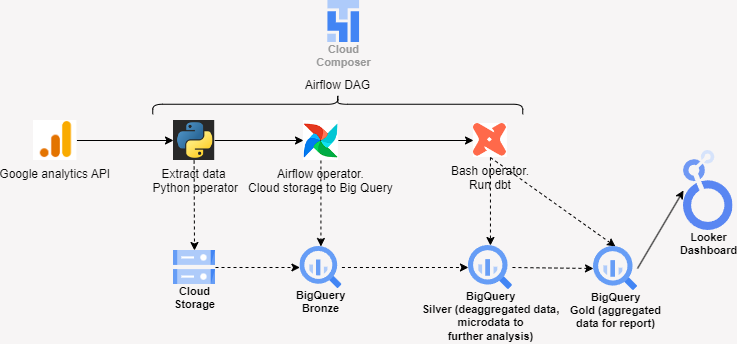 Cloud
Composer
Airflow DAG
Google analytics API
Extract data
Python operator
Airflow operator.
Cloud storage to Big Query
Bash operator.
Run dbt
Looker
Dashboard
Cloud
Storage
BigQuery
Bronze
BigQuery
Silver (deaggregated data,
microdata to
further analysis)
BigQuery
Gold (aggregated
data for report)